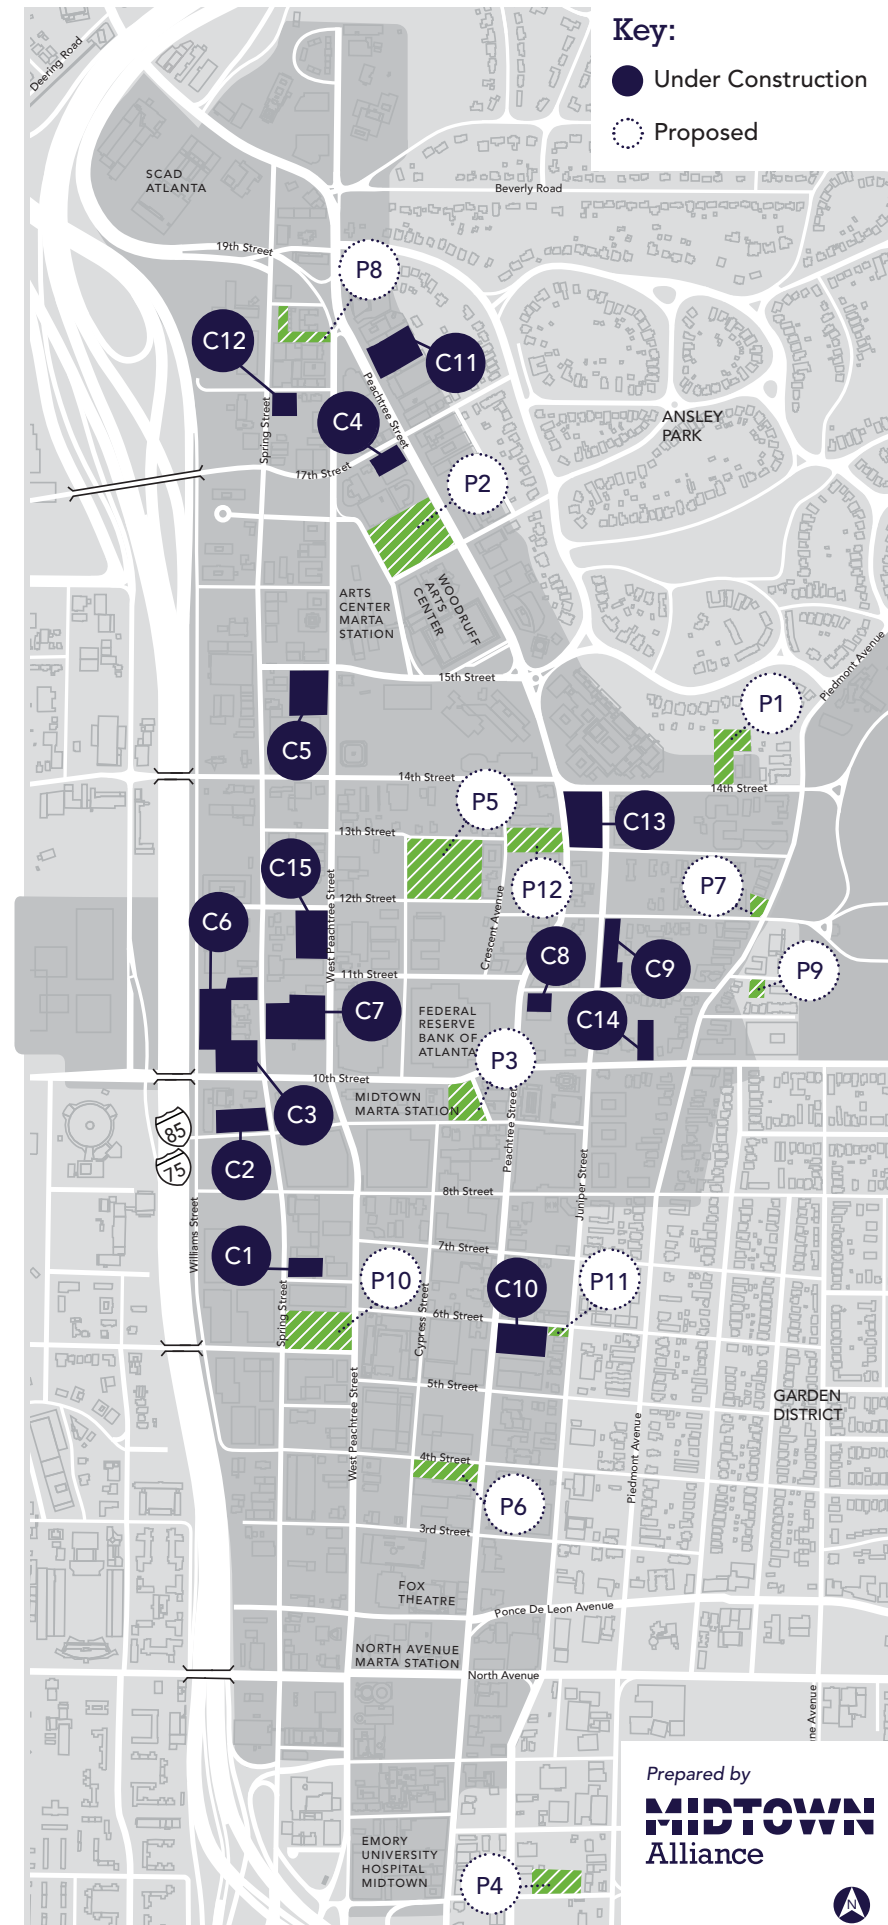 Key:
Under Construction
Proposed
Deering Road
SCAD
ATLANTA
Beverly Road
19th Street
P8
C12
C11
Peachtree Street
C4
ANSLEY
PARK
Spring Street
17th Street
P2
ARTS
CENTER
MARTA
STATION
WOODRUFF
ARTS
CENTER
Piedmont Avenue
15th Street
P1
C5
14th Street
14th Street
P5
C13
13th Street
C15
P12
P7
12th Street
West Peachtree Street
Crescent Avenue
C6
C8
C9
P9
11th Street
C7
FEDERAL
RESERVE
BANK OF
ATLANTA
C14
P3
10th Street
MIDTOWN
MARTA STATION
C3
85
75
C2
Peachtree Street
Juniper Street
8th Street
Williams Street
7th Street
C1
P10
C10
P11
Spring Street
Cypress Street
6th Street
5th Street
GARDEN
DISTRICT
West Peachtree Street
Piedmont Avenue
4th Street
P6
3rd Street
FOX
THEATRE
Ponce De Leon Avenue
NORTH AVENUE
MARTA STATION
North Avenue
ne Avenue
Prepared by
MIDTOWN
Alliance
EMORY
UNIVERSITY
HOSPITAL
MIDTOWN
P4
N